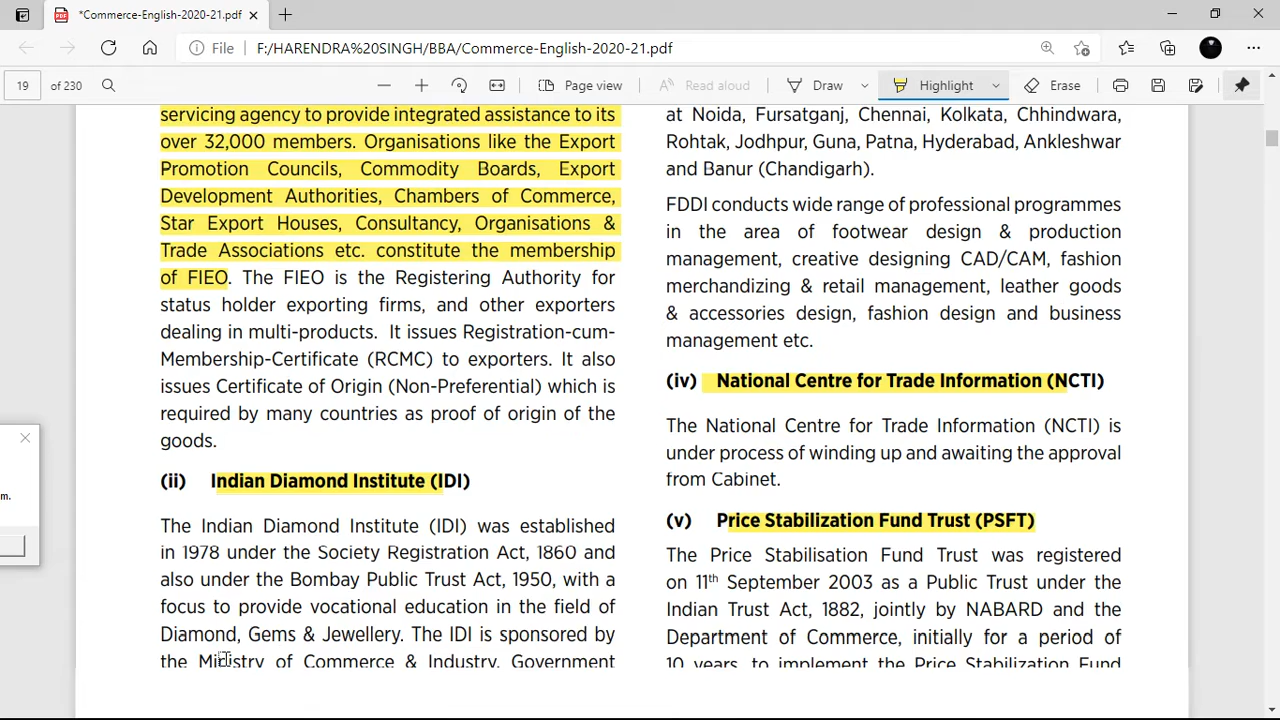 *Commerce-English-2020-21.pdf
File
F:/HARENDRA%20SINGH/BBA/Commerce-English-2020-21.pdf
19 of 230
Page view
Read aloud
Draw
Highlight
Erase
servicing agency to provide integrated assistance to its
over 32,000 members. Organisations like the Export
Promotion Councils, Commodity Boards, Export
Development Authorities, Chambers of Commerce,
Star Export Houses, Consultancy, Organisations &
Trade Associations etc. constitute the membership
of FIEO. The FIEO is the Registering Authority for
status holder exporting firms, and other exporters
dealing in multi-products. It issues Registration-cum-
Membership-Certificate (RCMC) to exporters. It also
issues Certificate of Origin (Non-Preferential) which is
required by many countries as proof of origin of the
goods.
(ii) Indian Diamond Institute (IDI)
The Indian Diamond Institute (IDI) was established
in 1978 under the Society Registration Act, 1860 and
also under the Bombay Public Trust Act, 1950, with a
focus to provide vocational education in the field of
Diamond, Gems & Jewellery. The IDI is sponsored by
the Ministry of Commerce & Industry, Government
at Noida, Fursatganj, Chennai, Kolkata, Chhindwara,
Rohtak, Jodhpur, Guna, Patna, Hyderabad, Ankleshwar
and Banur (Chandigarh).
FDDI conducts wide range of professional programmes
in the area of footwear design & production
management, creative designing CAD/CAM, fashion
merchandizing & retail management, leather goods
& accessories design, fashion design and business
management etc.
(iv) National Centre for Trade Information (NCTI)
The National Centre for Trade Information (NCTI) is
under process of winding up and awaiting the approval
from Cabinet.
(v) Price Stabilization Fund Trust (PSFT)
The Price Stabilisation Fund Trust was registered
on 11th September 2003 as a Public Trust under the
Indian Trust Act, 1882, jointly by NABARD and the
Department of Commerce, initially for a period of
10 years, to implement the Price Stabilization Fund
m.